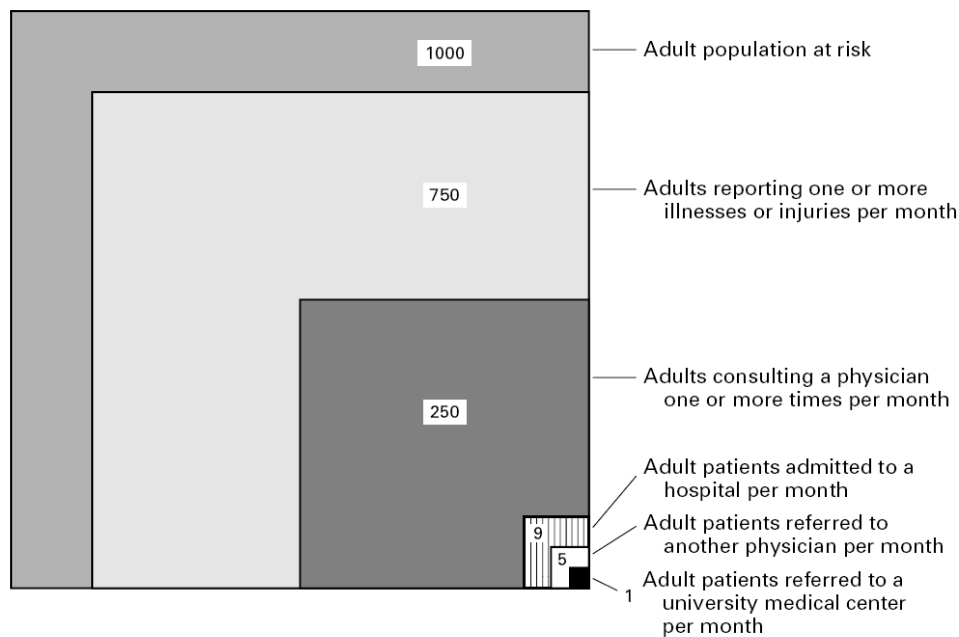 1000
Adult population at risk
750
Adults reporting one or more
illnesses or injuries per month
250
Adults consulting a physician
one or more times per month
Adult patients admitted to a
hospital per month
9
Adult patients referred to
another physician per month
5
1
Adult patients referred to a
university medical center
per month